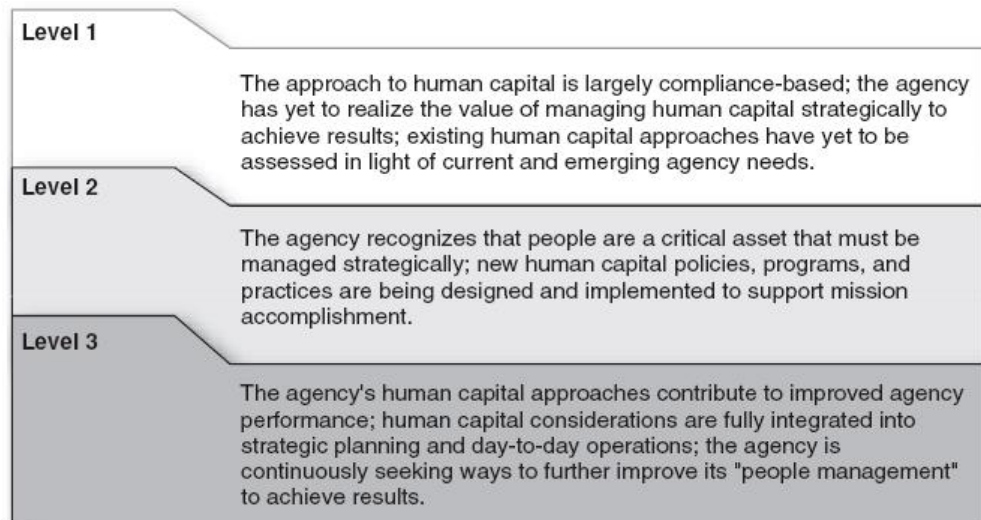 Level 1
The approach to human capital is largely compliance-based; the agency
has yet to realize the value of managing human capital strategically to
achieve results; existing human capital approaches have yet to be
assessed in light of current and emerging agency needs.
Level 2
The agency recognizes that people are a critical asset that must be
managed strategically; new human capital policies, programs, and
practices are being designed and implemented to support mission
accomplishment.
Level 3
The agency's human capital approaches contribute to improved agency
performance; human capital considerations are fully integrated into
strategic planning and day-to-day operations; the agency is
continuously seeking ways to further improve its "people management"
to achieve results.